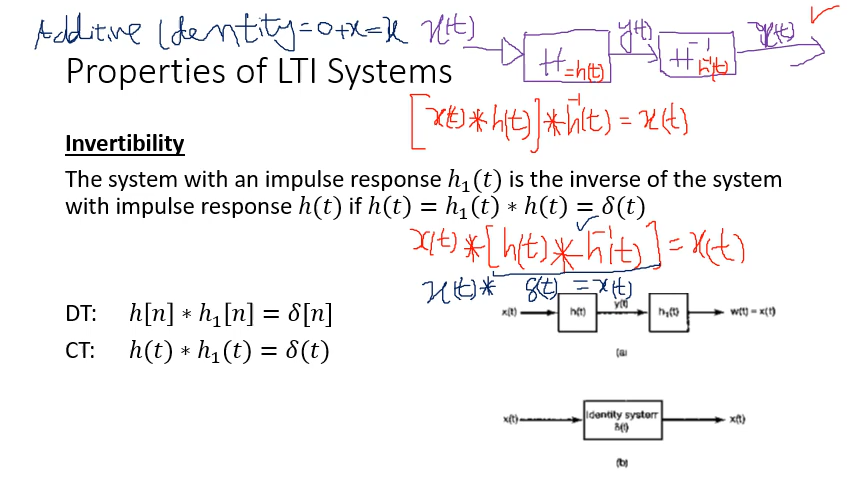 Additive Identity=0+x=x
x(t) H=h(t) y(t) H⁻¹ h⁻¹(t) x(t)
Properties of LTI Systems
[x(t)*h(t)]*h⁻¹(t) = x(t)
Invertibility
The system with an impulse response h₁(t) is the inverse of the system
with impulse response h(t) if h(t) = h₁(t) ∗ h(t) = δ(t)
x(t)*[h(t)*h⁻¹(t)]=x(t)
x(t)* δ(t) =x(t)
DT: h[n] ∗ h₁[n] = δ[n]
x(t) h(t) y(t) h₁(t) w(t) = x(t)
CT: h(t) ∗ h₁(t) = δ(t)
(a)
x(t) Identity system x(t)
δ(t)
(b)